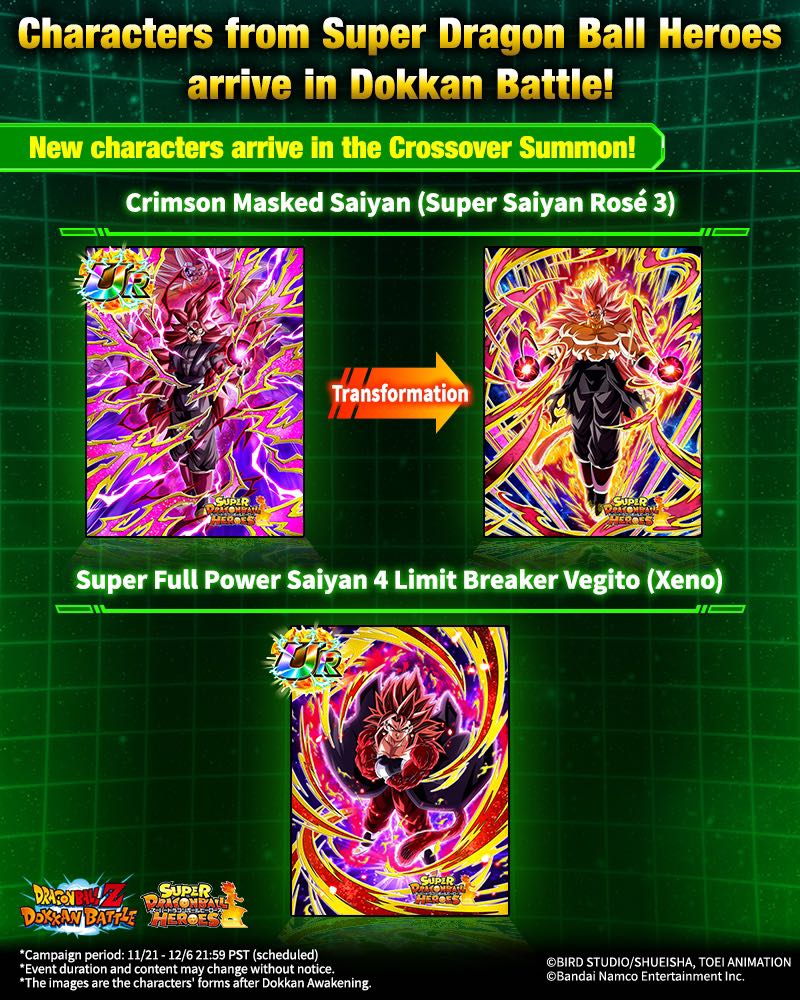 Characters from Super Dragon Ball Heroes
arrive in Dokkan Battle!
New characters arrive in the Crossover Summon!
Crimson Masked Saiyan (Super Saiyan Rosé 3)
UR
Transformation
SUPER
DRAGONBALL
HEROES
SUPER
DRAGONBALL
HEROES
Super Full Power Saiyan 4 Limit Breaker Vegito (Xeno)
UR
SUPER
DRAGONBALL
HEROES
DRAGONBALL Z
DOKKAN BATTLE
SUPER
DRAGONBALL
HEROES
*Campaign period: 11/21 - 12/6 21:59 PST (scheduled)
*Event duration and content may change without notice.
*The images are the characters' forms after Dokkan Awakening.
©BIRD STUDIO/SHUEISHA, TOEI ANIMATION
©Bandai Namco Entertainment Inc.